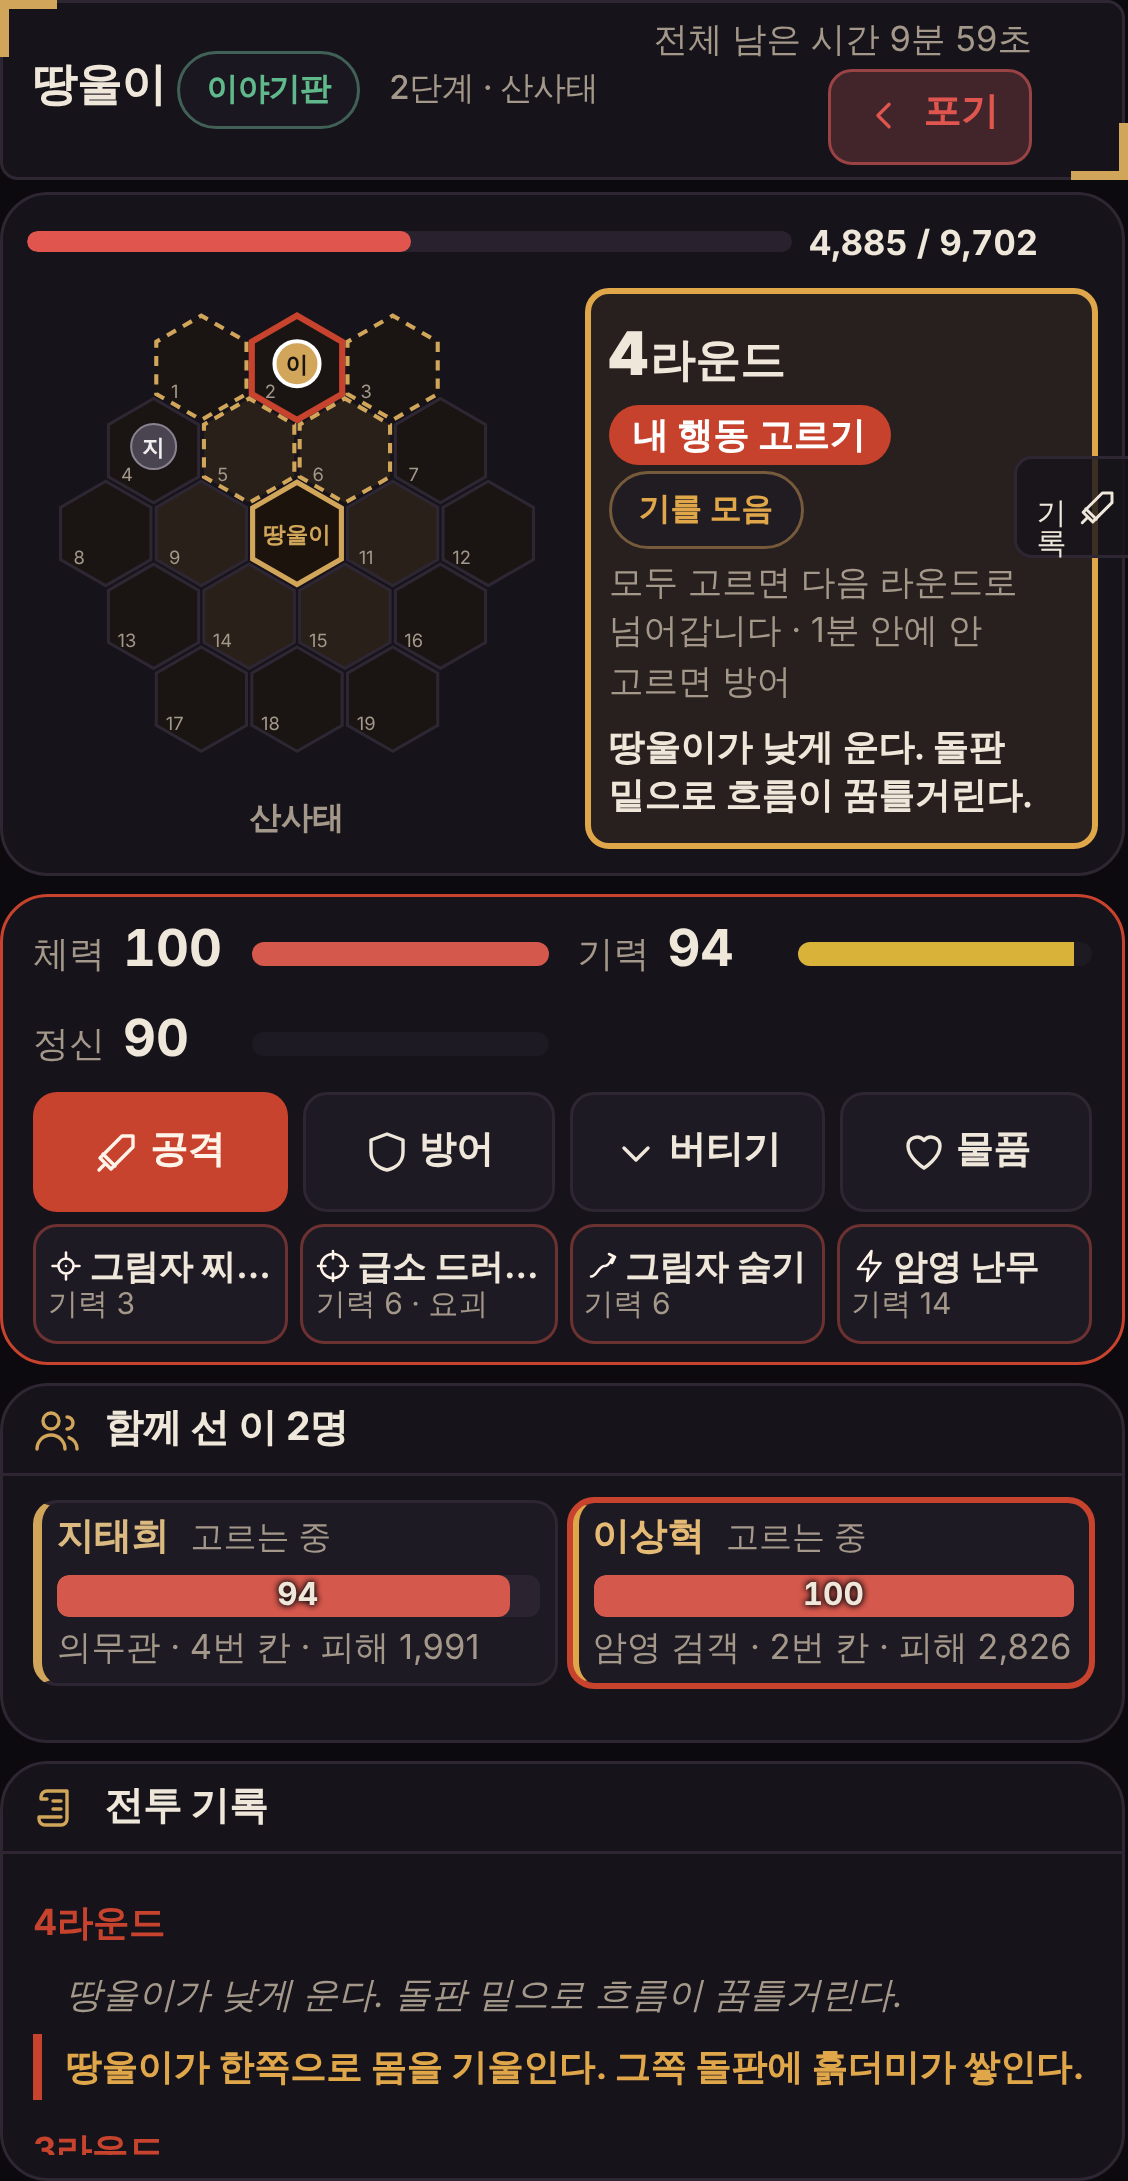 전체 남은 시간 9분 59초
땅울이 이야기판 2단계 · 산사태
포기
4,885 / 9,702
이
1 2 3
지
4 5 6 7
땅울이
8 9 11 12
13 14 15 16
17 18 19
산사태
4라운드
내 행동 고르기
기를 모음
기록
모두 고르면 다음 라운드로
넘어갑니다 · 1분 안에 안
고르면 방어
땅울이가 낮게 운다. 돌판
밑으로 흐름이 꿈틀거린다.
체력 100 기력 94
정신 90
공격 방어 버티기 물품
그림자 찌... 급소 드러... 그림자 숨기 암영 난무
기력 3 기력 6 · 요괴 기력 6 기력 14
함께 선 이 2명
지태희 고르는 중 이상혁 고르는 중
94 100
의무관 · 4번 칸 · 피해 1,991 암영 검객 · 2번 칸 · 피해 2,826
전투 기록
4라운드
땅울이가 낮게 운다. 돌판 밑으로 흐름이 꿈틀거린다.
땅울이가 한쪽으로 몸을 기울인다. 그쪽 돌판에 흙더미가 쌓인다.
3라운드